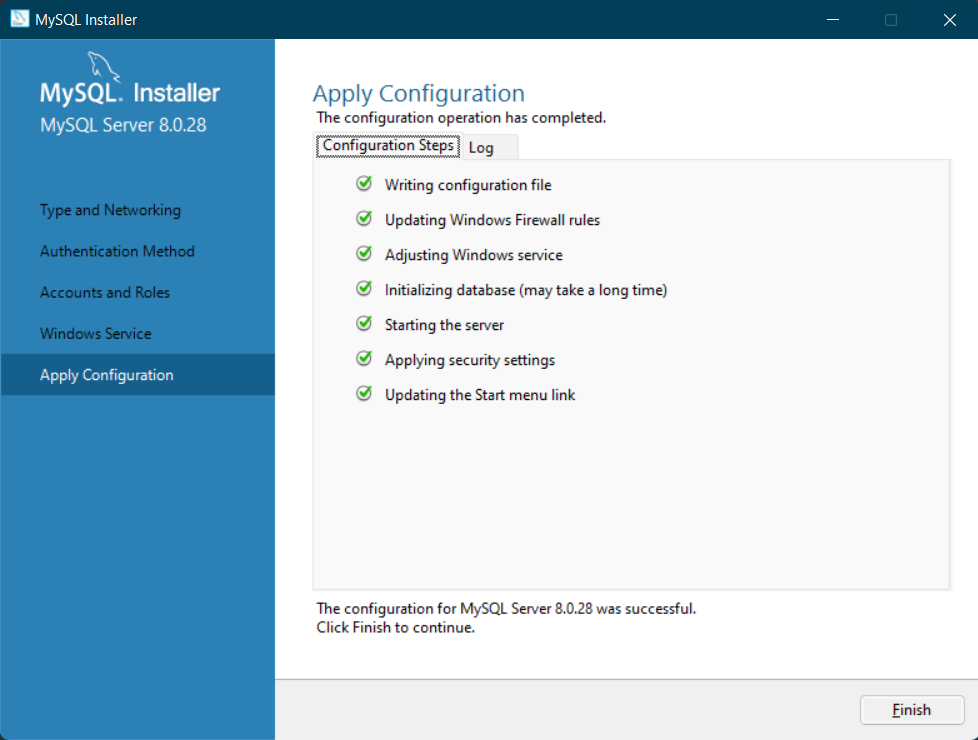 MySQL Installer
MySQL. Installer
MySQL Server 8.0.28
Type and Networking
Authentication Method
Accounts and Roles
Windows Service
Apply Configuration
Apply Configuration
The configuration operation has completed.
Configuration Steps Log
Writing configuration file
Updating Windows Firewall rules
Adjusting Windows service
Initializing database (may take a long time)
Starting the server
Applying security settings
Updating the Start menu link
The configuration for MySQL Server 8.0.28 was successful.
Click Finish to continue.
Finish